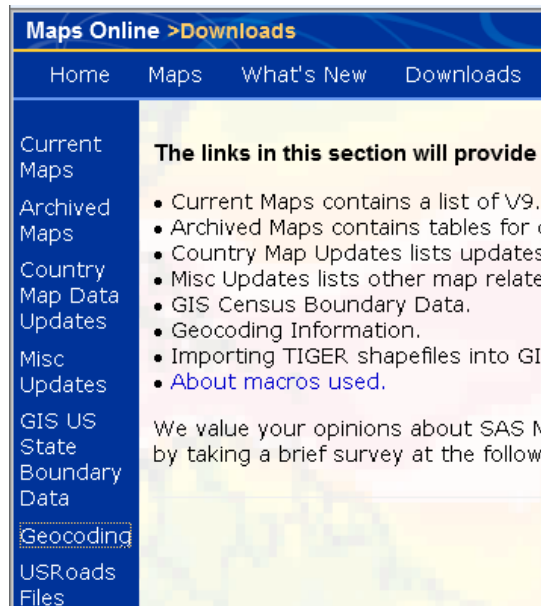 Maps Online >Downloads
Home Maps What's New Downloads
Current
Maps
Archived
Maps
Country
Map Data
Updates
Misc
Updates
GIS US
State
Boundary
Data
Geocoding
USRoads
Files
The links in this section will provide
• Current Maps contains a list of V9.
• Archived Maps contains tables for
• Country Map Updates lists updates
• Misc Updates lists other map relate
• GIS Census Boundary Data.
• Geocoding Information.
• Importing TIGER shapefiles into GI
• About macros used.
We value your opinions about SAS
by taking a brief survey at the follow